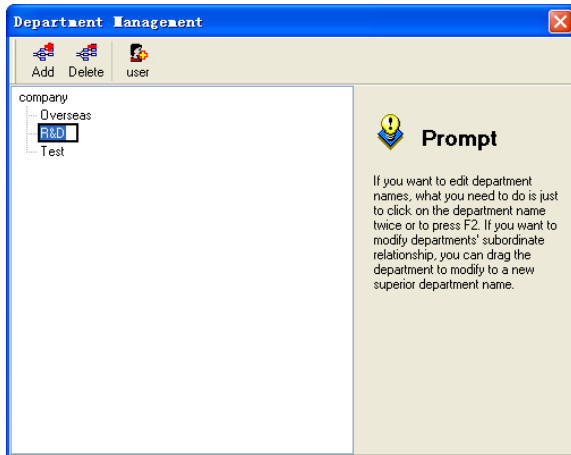 Department Management
Add Delete user
company
Overseas
R&D
Test
Prompt
If you want to edit department
names, what you need to do is just
to click on the department name
twice or to press F2. If you want to
modify departments' subordinate
relationship, you can drag the
department to modify to a new
superior department name.